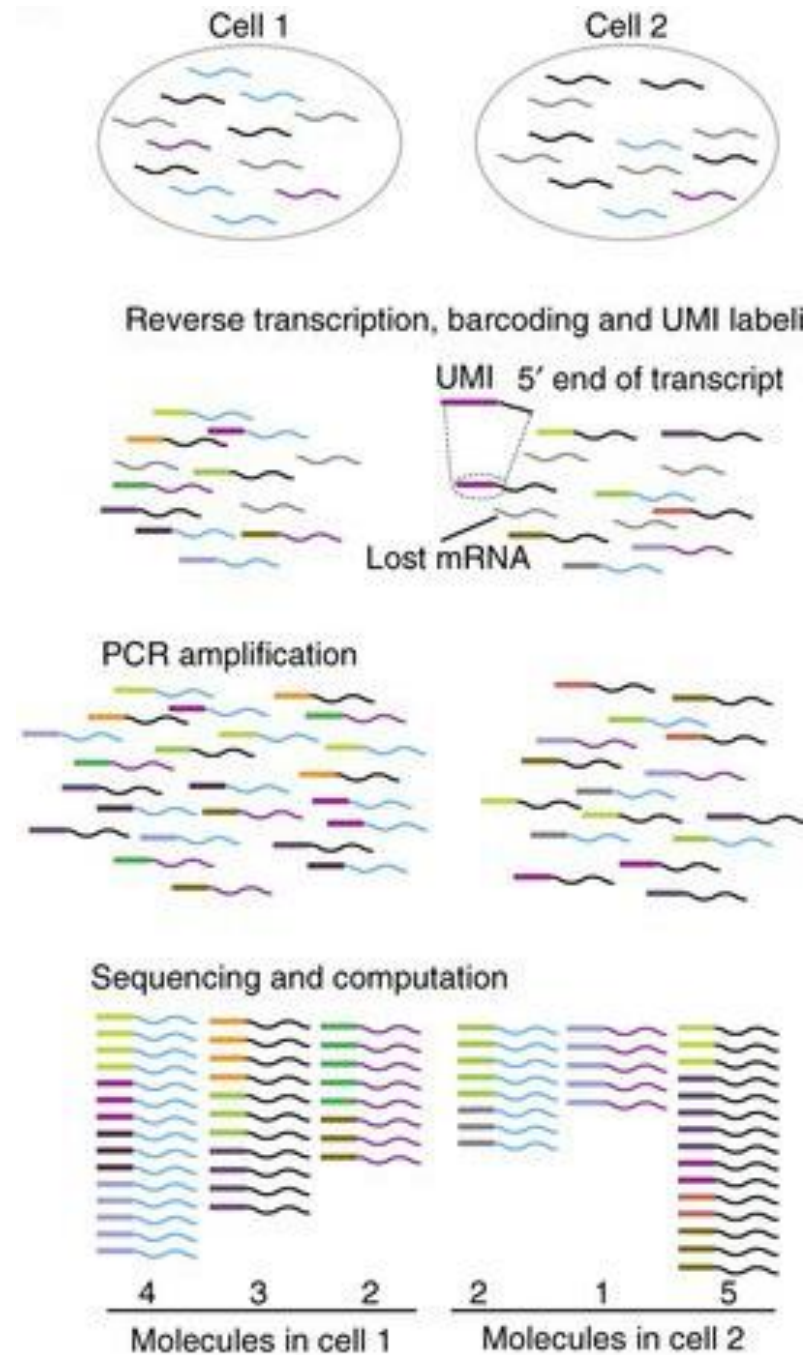 Cell 1 Cell 2
Reverse transcription, barcoding and UMI labeli
UMI 5′ end of transcript
Lost mRNA
PCR amplification
Sequencing and computation
4 3 2 2 1 5
Molecules in cell 1 Molecules in cell 2